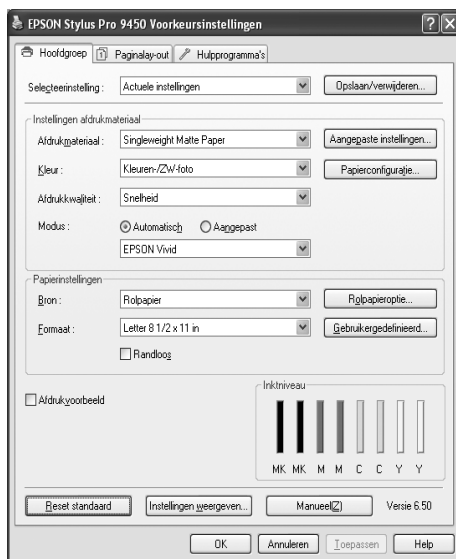 EPSON Stylus Pro 9450 Voorkeursinstellingen
Hoofdgroep Paginalay-out Hulpprogramma's
Selecteerinstelling : Actuele instellingen Opslaan/verwijderen...
Instellingen afdrukmateriaal
Afdrukmateriaal : Singleweight Matte Paper Aangepaste instellingen...
Kleur : Kleuren-/ZW-foto Papierconfiguratie...
Afdrukkwaliteit : Snelheid
Modus : Automatisch Aangepast
EPSON Vivid
Papierinstellingen
Bron : Rolpapier Rolpapieroptie...
Formaat : Letter 8 1/2 x 11 in Gebruikergedefinieerd...
Randloos
Afdrukvoorbeeld
Inktniveau
MK MK M M C C Y Y
Reset standaard Instellingen weergeven... Manueel(Z) Versie 6.50
OK Annuleren Toepassen Help